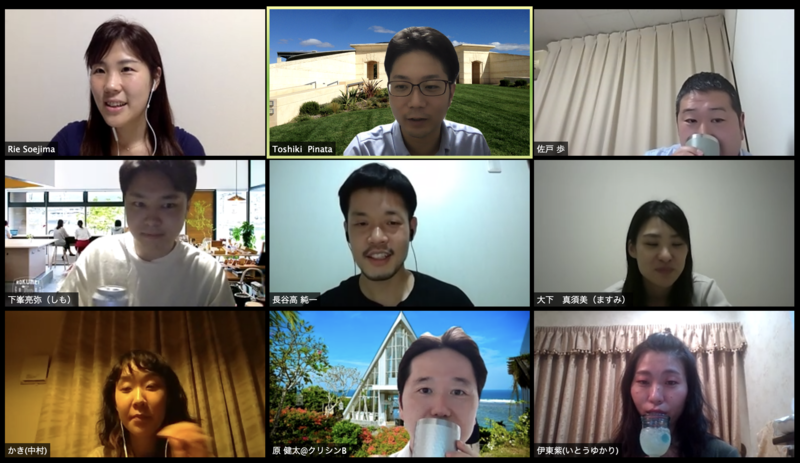 Rie Soejima
Toshiki Pinata
佐戸 歩
下峯亮弥（しも）
長谷高 純一
大下　真須美（ますみ）
かき(中村)
原 健太@クリシンB
伊東紫(いとうゆかり)